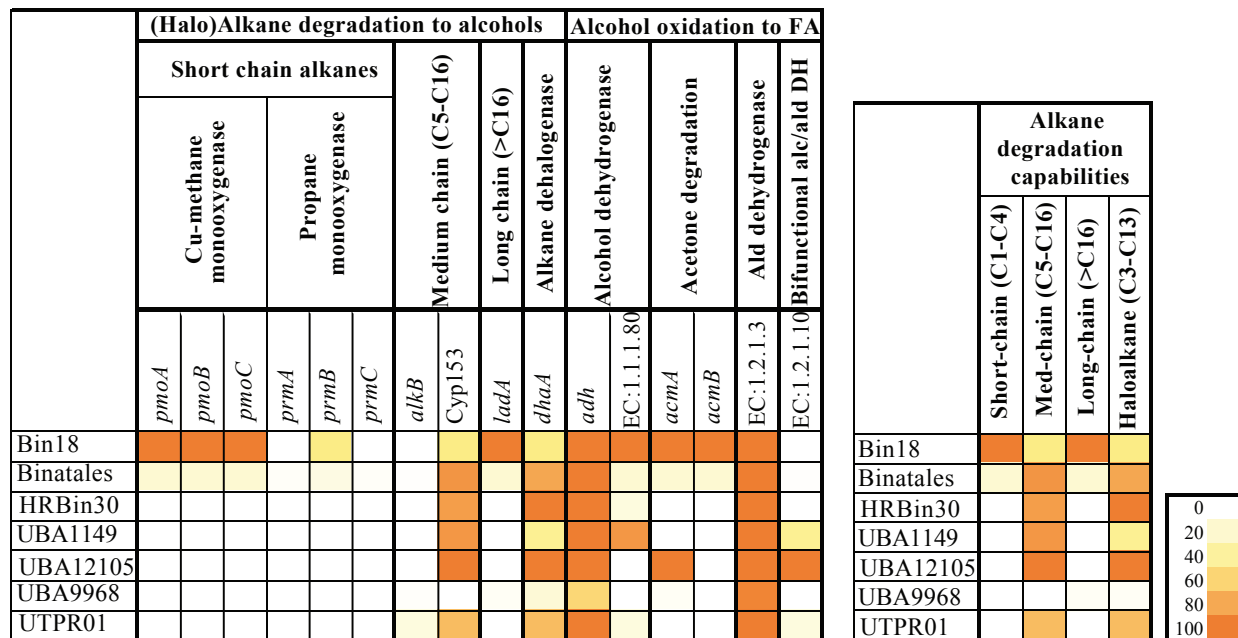 (Halo)Alkane degradation to alcohols
Alcohol oxidation to FA
Short chain alkanes
Cu-methane
monooxygenase
Propane
monooxygenase
Medium chain (C5-C16)
Long chain (>C16)
Alkane dehalogenase
Alcohol dehydrogenase
Acetone degradation
Ald dehydrogenase
Bifunctional alc/ald DH
pmoA
pmoB
pmoC
prmA
prmB
prmC
alkB
Cyp153
ladA
dhaA
adh
EC:1.1.1.80
acmA
acmB
EC:1.2.1.3
EC:1.2.1.10
Bin18
Binatales
HRBin30
UBA1149
UBA12105
UBA9968
UTPR01
Alkane
degradation
capabilities
Short-chain (C1-C4)
Med-chain (C5-C16)
Long-chain (>C16)
Haloalkane (C3-C13)
Bin18
Binatales
HRBin30
UBA1149
UBA12105
UBA9968
UTPR01
0
20
40
60
80
100